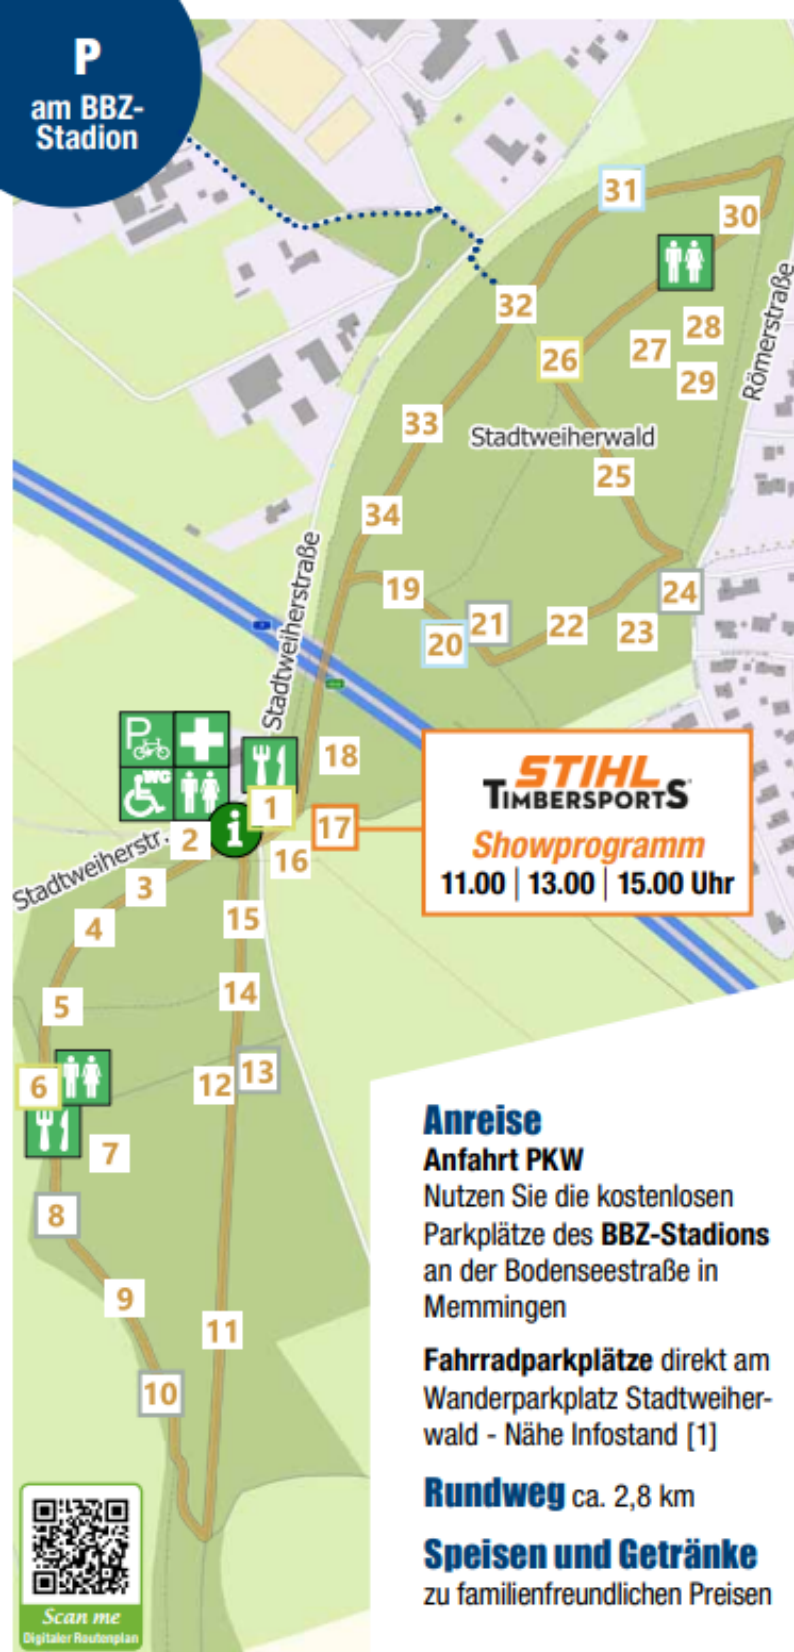 P
am BBZ-
Stadion
31
30
32
28
26
27
29
Römerstraße
33
Stadtweiherwald
25
34
Stadtweiherstraße
19
24
21
22
20
23
18
P
WC
1
i
17
2
16
Stadtweiherstr.
3
15
4
14
5
13
12
6
7
8
9
11
10
STIHL
TIMBERSPORTS
Showprogramm
11.00 | 13.00 | 15.00 Uhr
Anreise
Anfahrt PKW
Nutzen Sie die kostenlosen
Parkplätze des BBZ-Stadions
an der Bodenseestraße in
Memmingen
Fahrradparkplätze direkt am
Wanderparkplatz Stadtweiher-
wald - Nähe Infostand [1]
Rundweg ca. 2,8 km
Speisen und Getränke
zu familienfreundlichen Preisen
Scan me
Digitaler Routenplan